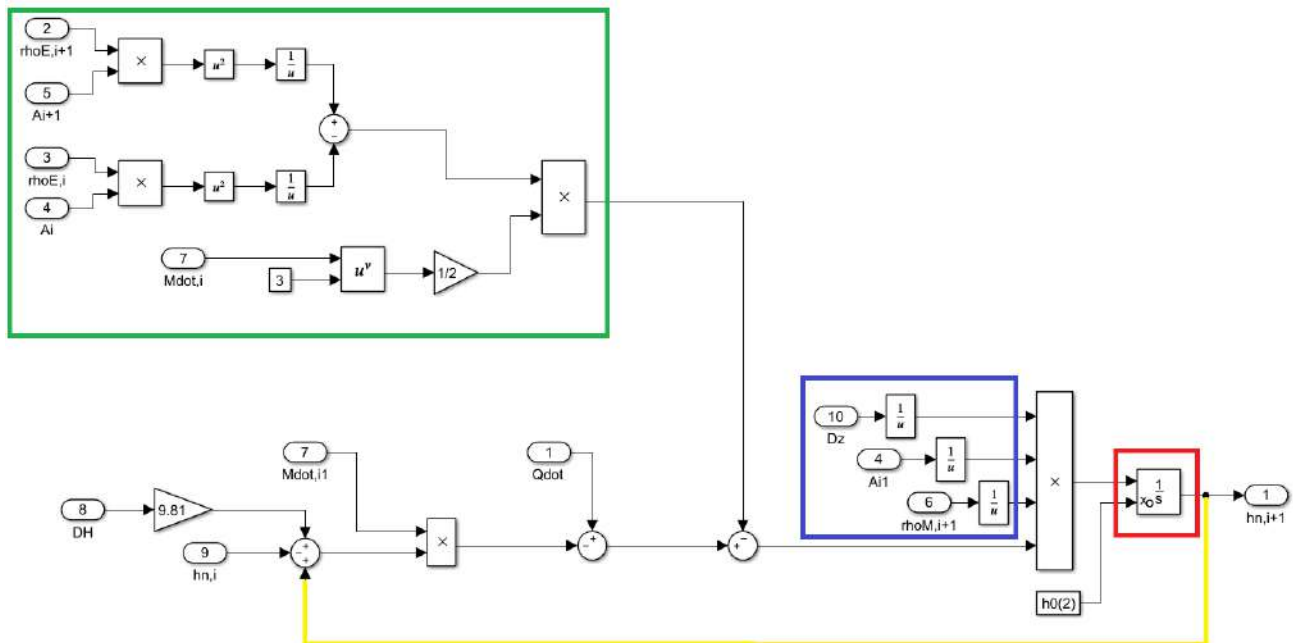 2
rhoE,i+1
×
u²
1/u
5
Ai+1
+
−
3
rhoE,i
×
u²
1/u
4
Ai
×
7
Mdot,i
3
uᵛ
1/2
10
Dz
1/u
4
Ai1
1/u
6
rhoM,i+1
1/u
×
xo 1/s
1
hn,i+1
h0(2)
7
Mdot,i1
1
Qdot
8
DH
9.81
×
9
hn,i
+
−
+
−
+
+
−